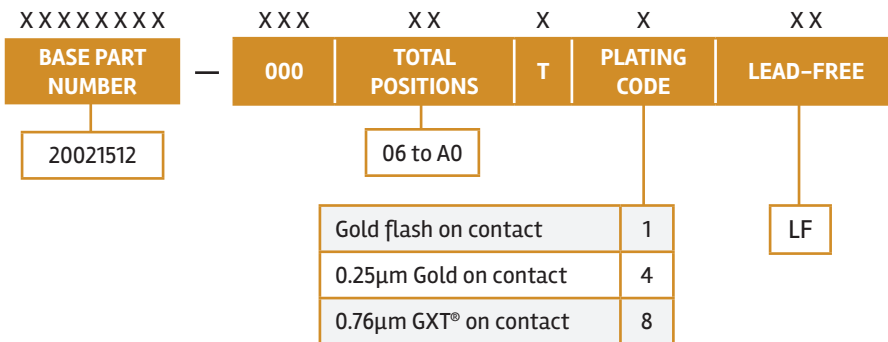 XXXXXXXX XXX XX X X XX
BASE PART NUMBER — 000 TOTAL POSITIONS T PLATING CODE LEAD-FREE
20021512 06 to A0
Gold flash on contact 1 LF
0.25µm Gold on contact 4
0.76µm GXT® on contact 8